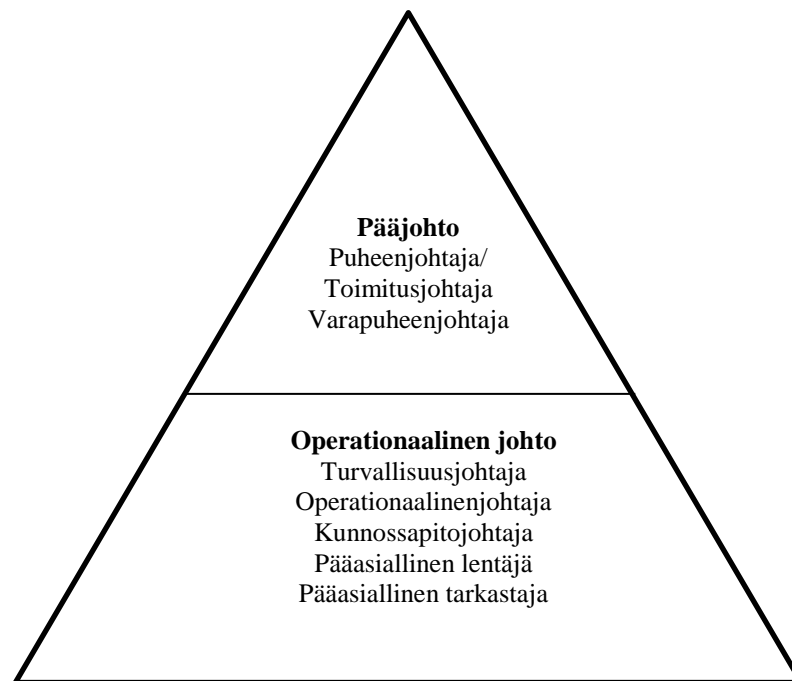 Pääjohto
Puheenjohtaja/
Toimitusjohtaja
Varapuheenjohtaja
Operationaalinen johto
Turvallisuusjohtaja
Operationaalinenjohtaja
Kunnossapitojohtaja
Pääasiallinen lentäjä
Pääasiallinen tarkastaja